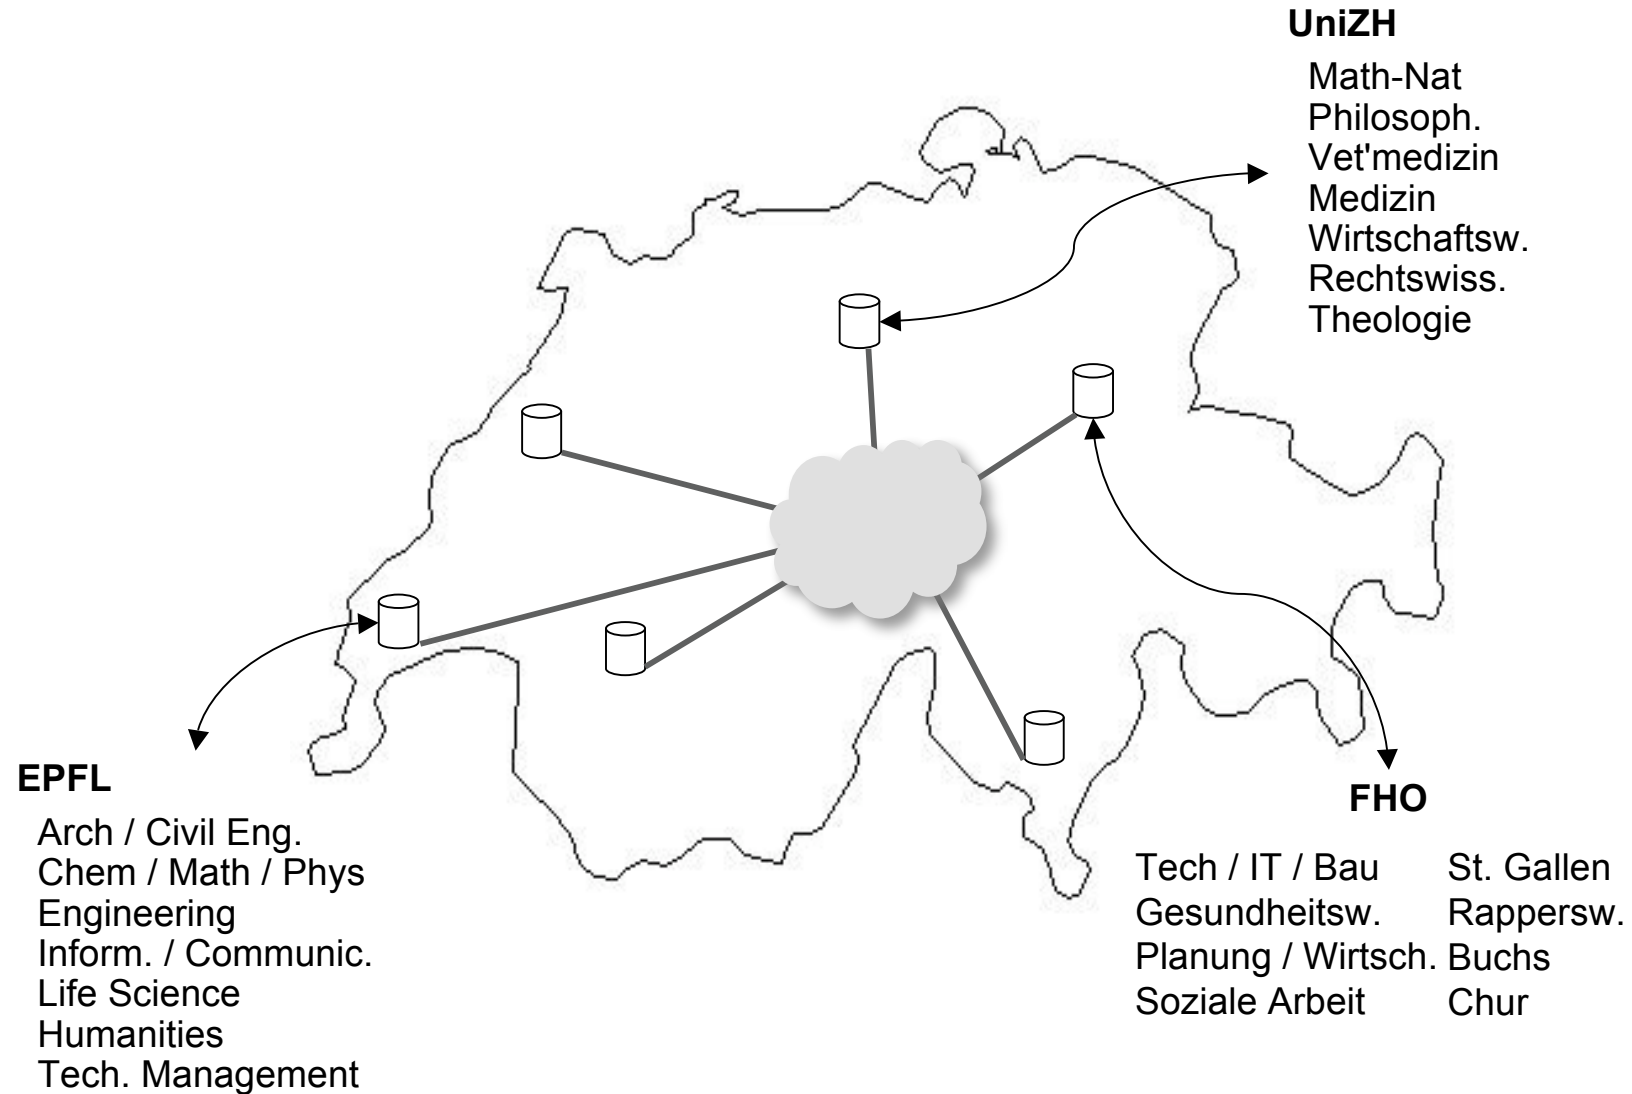 UniZH
Math-Nat
Philosoph.
Vet'medizin
Medizin
Wirtschaftsw.
Rechtswiss.
Theologie
EPFL
Arch / Civil Eng.
Chem / Math / Phys
Engineering
Inform. / Communic.
Life Science
Humanities
Tech. Management
FHO
Tech / IT / Bau St. Gallen
Gesundheitsw. Rappersw.
Planung / Wirtsch. Buchs
Soziale Arbeit Chur